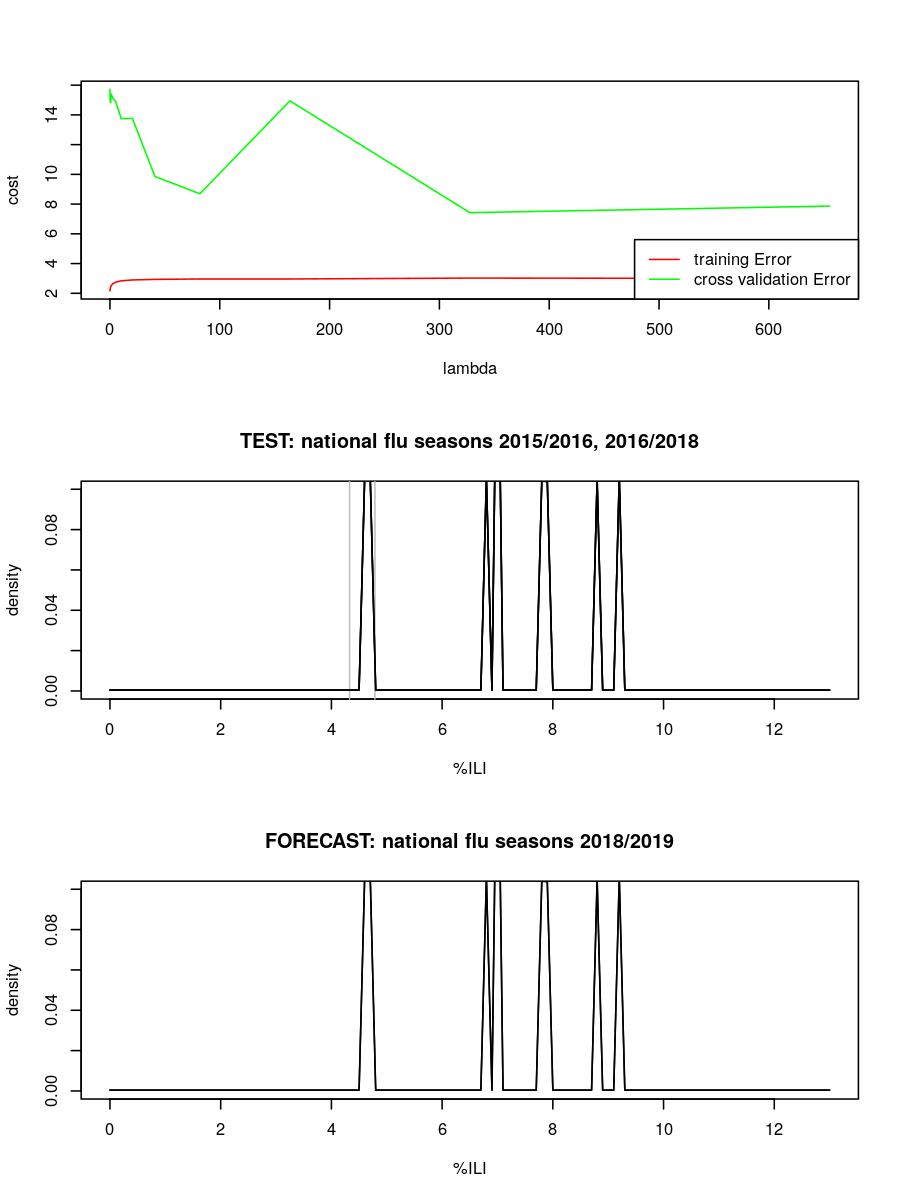 cost
14
10
8
6
4
2
training Error
cross validation Error
0 100 200 300 400 500 600
lambda
TEST: national flu seasons 2015/2016, 2016/2018
density
0.08
0.04
0.00
0 2 4 6 8 10 12
%ILI
FORECAST: national flu seasons 2018/2019
density
0.08
0.04
0.00
0 2 4 6 8 10 12
%ILI